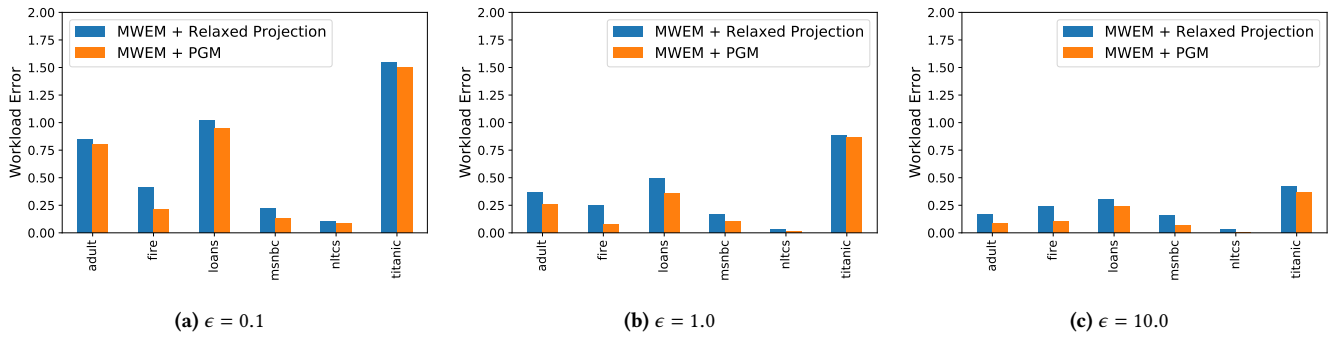 2.00
1.75
1.50
1.25
1.00
0.75
0.50
0.25
0.00
Workload Error
MWEM + Relaxed Projection
MWEM + PGM
adult
fire
loans
msnbc
nltcs
titanic
(a) ϵ = 0.1
2.00
1.75
1.50
1.25
1.00
0.75
0.50
0.25
0.00
Workload Error
MWEM + Relaxed Projection
MWEM + PGM
adult
fire
loans
msnbc
nltcs
titanic
(b) ϵ = 1.0
2.00
1.75
1.50
1.25
1.00
0.75
0.50
0.25
0.00
Workload Error
MWEM + Relaxed Projection
MWEM + PGM
adult
fire
loans
msnbc
nltcs
titanic
(c) ϵ = 10.0